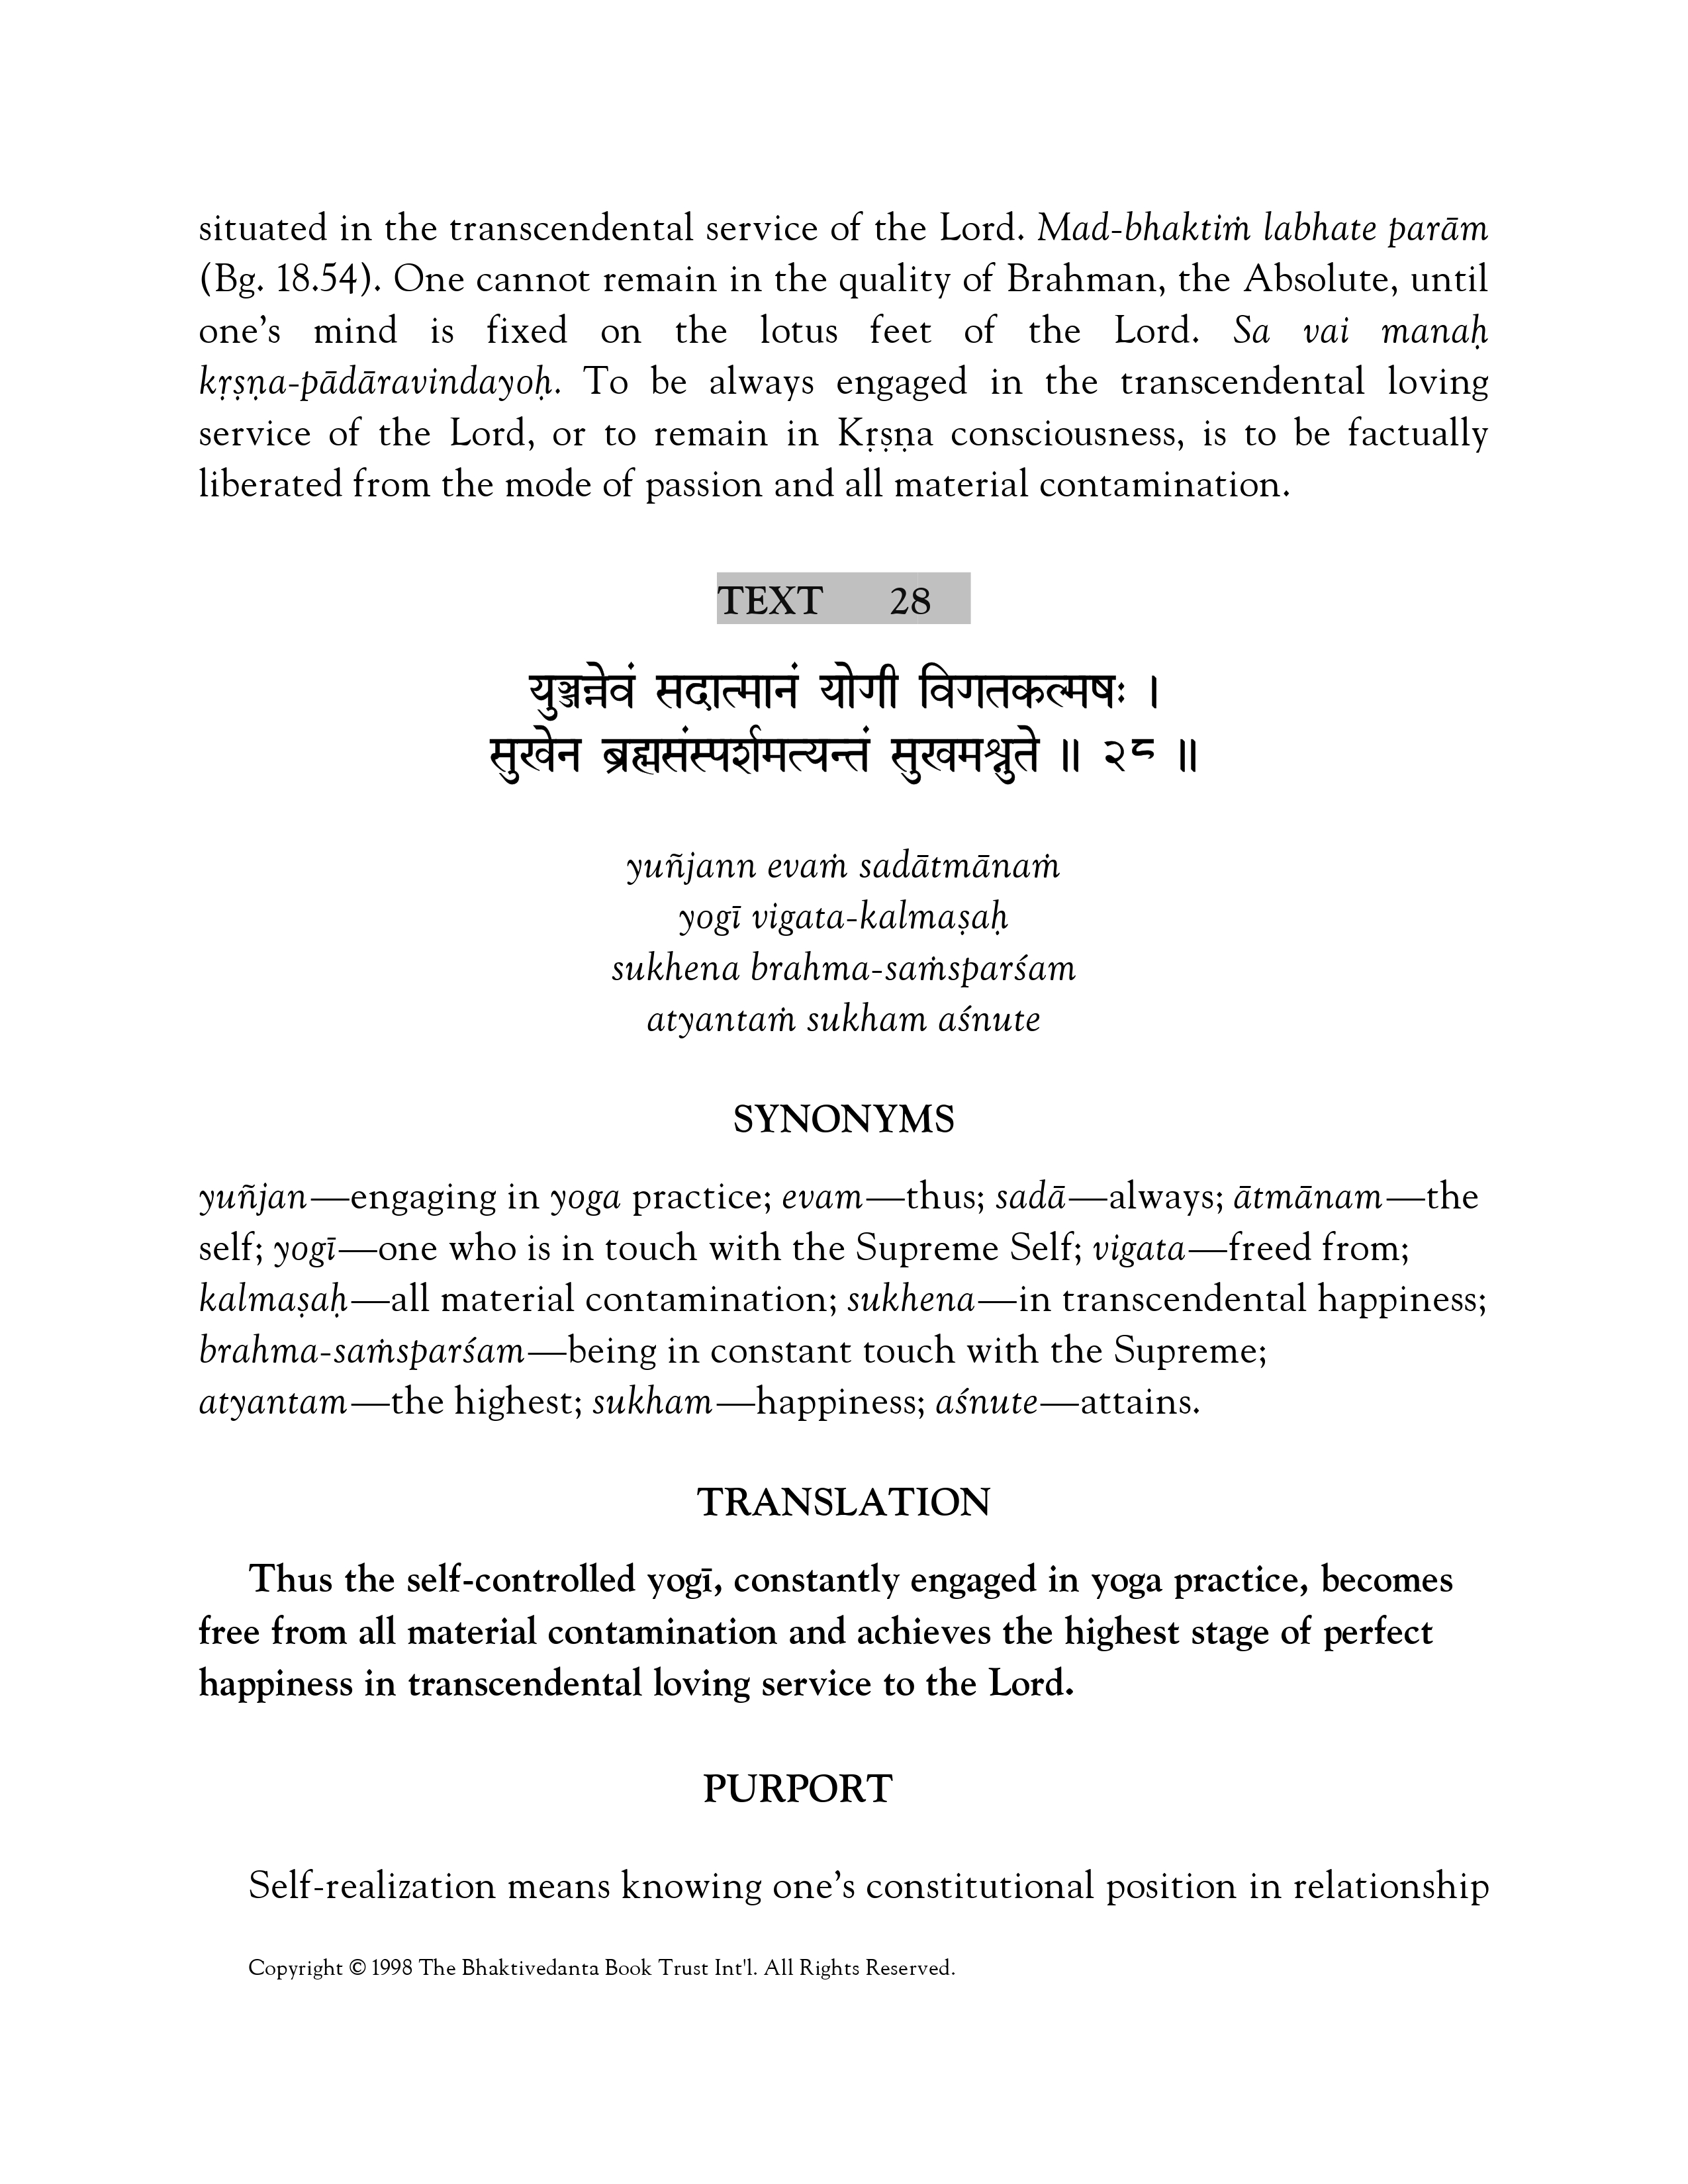 situated in the transcendental service of the Lord. Mad-bhaktiṁ labhate parām
(Bg. 18.54). One cannot remain in the quality of Brahman, the Absolute, until
one’s mind is fixed on the lotus feet of the Lord. Sa vai manaḥ
kṛṣṇa-pādāravindayoḥ. To be always engaged in the transcendental loving
service of the Lord, or to remain in Kṛṣṇa consciousness, is to be factually
liberated from the mode of passion and all material contamination.
TEXT 28
युञ्जन्नेवं सदात्मानं योगी विगतकल्मषः ।
सुखेन ब्रह्मसंस्पर्शमत्यन्तं सुखमश्नुते ॥ २८ ॥
yuñjann evaṁ sadātmānaṁ
yogī vigata-kalmaṣaḥ
sukhena brahma-saṁsparśam
atyantaṁ sukham aśnute
SYNONYMS
yuñjan—engaging in yoga practice; evam—thus; sadā—always; ātmānam—the
self; yogī—one who is in touch with the Supreme Self; vigata—freed from;
kalmaṣaḥ—all material contamination; sukhena—in transcendental happiness;
brahma-saṁsparśam—being in constant touch with the Supreme;
atyantam—the highest; sukham—happiness; aśnute—attains.
TRANSLATION
Thus the self-controlled yogī, constantly engaged in yoga practice, becomes
free from all material contamination and achieves the highest stage of perfect
happiness in transcendental loving service to the Lord.
PURPORT
Self-realization means knowing one’s constitutional position in relationship
Copyright © 1998 The Bhaktivedanta Book Trust Int'l. All Rights Reserved.